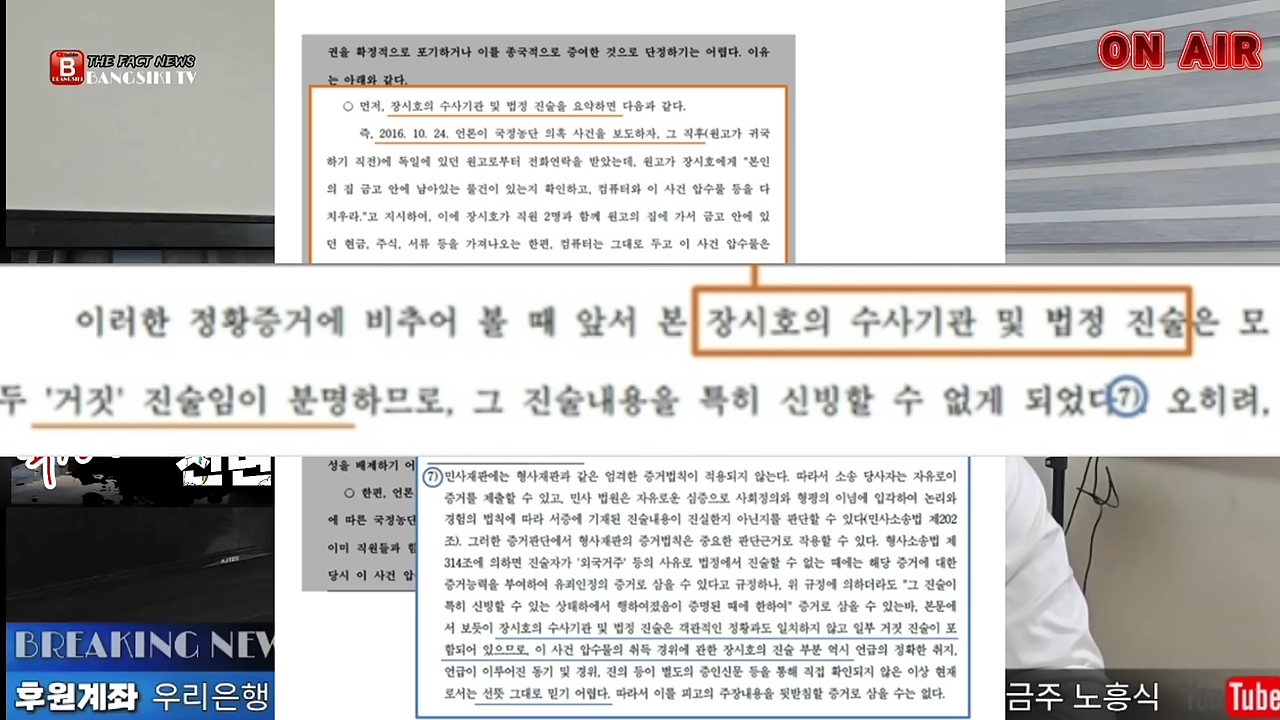 THE FACT NEWS
BANGSIKI TV
ON AIR
권을 확정적으로 포기하거나 이를 종국적으로 증여한 것으로 단정하기는 어렵다. 이유
는 아래와 같다.
○ 먼저, 장시호의 수사기관 및 법정 진술을 요약하면 다음과 같다.
즉, 2016. 10. 24. 언론이 국정농단 의혹 사건을 보도하자, 그 직후(원고가 귀국
하기 직전)에 독일에 있던 원고로부터 전화연락을 받았는데, 원고가 장시호에게 "본인
의 집 금고 안에 남아있는 물건이 있는지 확인하고, 컴퓨터와 이 사건 압수물 등을 다
치우라."고 지시하여, 이에 장시호가 직원 2명과 함께 원고의 집에 가서 금고 안에 있
던 현금, 주식, 서류 등을 가져나오는 한편, 컴퓨터는 그대로 두고 이 사건 압수물은
이러한 정황증거에 비추어 볼 때 앞서 본 장시호의 수사기관 및 법정 진술은 모
두 '거짓' 진술임이 분명하므로, 그 진술내용을 특히 신빙할 수 없게 되었다7) 오히려,
성을 배제하기 어
○ 한편, 언론
에 따른 국정농단
이미 직원들과 함
당시 이 사건 압
7) 민사재판에는 형사재판과 같은 엄격한 증거법칙이 적용되지 않는다. 따라서 소송 당사자는 자유로이
증거를 제출할 수 있고, 민사 법원은 자유로운 심증으로 사회정의와 형평의 이념에 입각하여 논리와
경험의 법칙에 따라 서증에 기재된 진술내용이 진실한지 아닌지를 판단할 수 있다(민사소송법 제202
조). 그러한 증거판단에서 형사재판의 증거법칙은 중요한 판단근거로 작용할 수 있다. 형사소송법 제
314조에 의하면 진술자가 '외국거주' 등의 사유로 법정에서 진술할 수 없는 때에는 해당 증거에 대한
증거능력을 부여하여 유죄인정의 증거로 삼을 수 있다고 규정하나, 위 규정에 의하더라도 "그 진술이
특히 신빙할 수 있는 상태하에서 행하여졌음이 증명된 때에 한하여" 증거로 삼을 수 있는바, 본문에
서 보듯이 장시호의 수사기관 및 법정 진술은 객관적인 정황과도 일치하지 않고 일부 거짓 진술이 포
함되어 있으므로, 이 사건 압수물의 취득 경위에 관한 장시호의 진술 부분 역시 언급의 정확한 취지,
언급이 이루어진 동기 및 경위, 진의 등이 별도의 증인신문 등을 통해 직접 확인되지 않은 이상 현재
로서는 선뜻 그대로 믿기 어렵다. 따라서 이를 피고의 주장내용을 뒷받침할 증거로 삼을 수는 없다.
BREAKING NEW
후원계좌 우리은행
금주 노흥식
YouTube